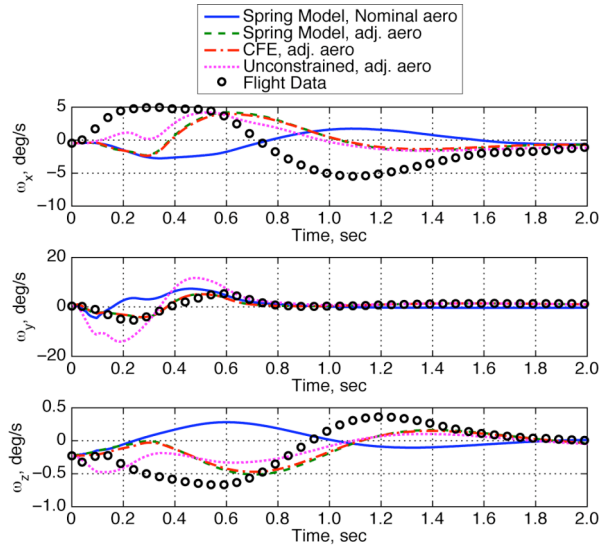 Spring Model, Nominal aero
Spring Model, adj. aero
CFE, adj. aero
Unconstrained, adj. aero
Flight Data
5
0
−5
−10
ωx, deg/s
0 0.2 0.4 0.6 0.8 1.0 1.2 1.4 1.6 1.8 2.0
Time, sec
20
0
−20
ωy, deg/s
0 0.2 0.4 0.6 0.8 1.0 1.2 1.4 1.6 1.8 2.0
Time, sec
0.5
0.0
-0.5
-1.0
ωz, deg/s
0 0.2 0.4 0.6 0.8 1.0 1.2 1.4 1.6 1.8 2.0
Time, sec